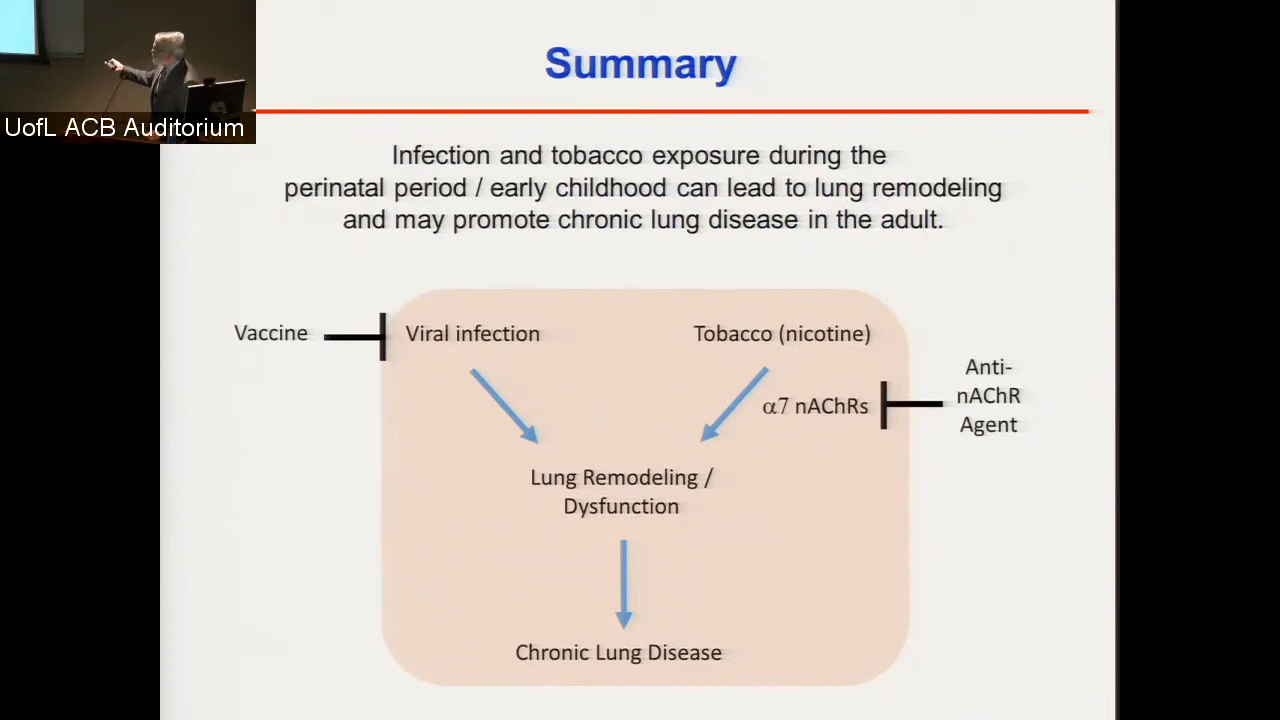 Summary
UofL ACB Auditorium
Infection and tobacco exposure during the
perinatal period / early childhood can lead to lung remodeling
and may promote chronic lung disease in the adult.
Vaccine
Viral infection
Tobacco (nicotine)
α7 nAChRs
Anti-
nAChR
Agent
Lung Remodeling /
Dysfunction
Chronic Lung Disease